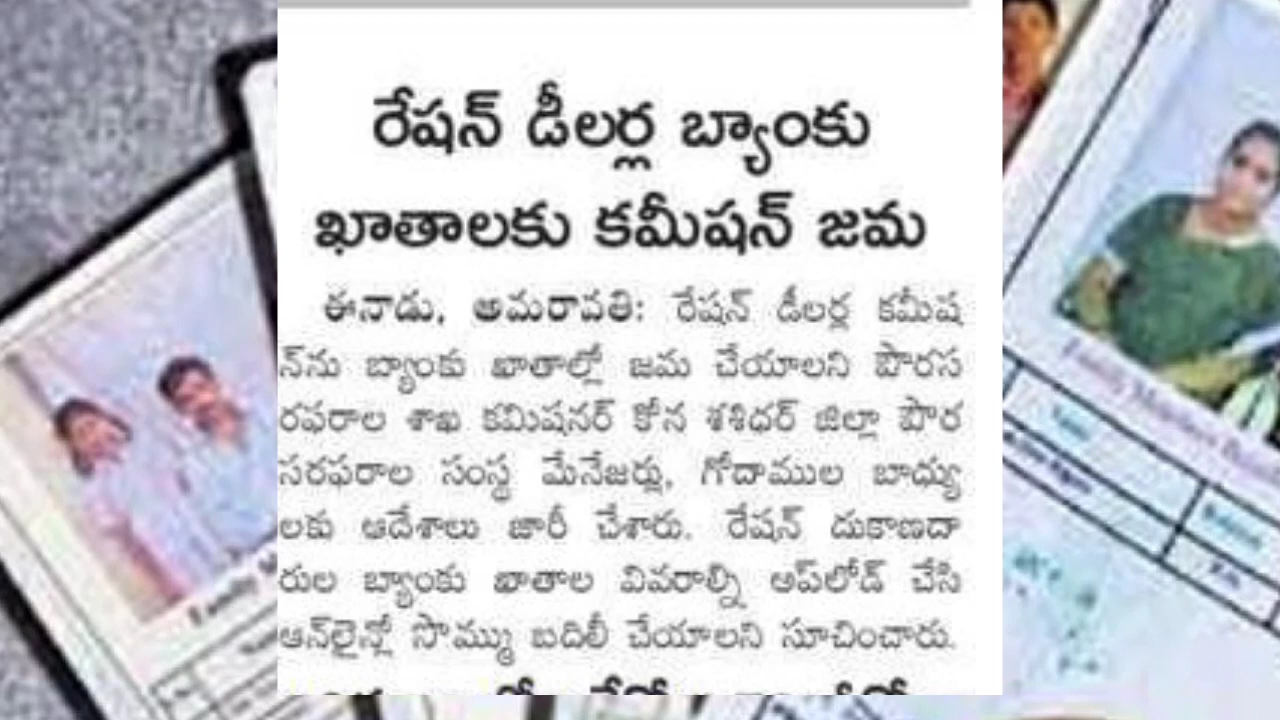 రేషన్ డీలర్ల బ్యాంకు
ఖాతాలకు కమీషన్ జమ
ఈనాడు, అమరావతి: రేషన్ డీలర్ల కమీష
న్‌ను బ్యాంకు ఖాతాల్లో జమ చేయాలని పౌరస
రఫరాల శాఖ కమిషనర్ కోన శశిధర్ జిల్లా పౌర
సరఫరాల సంస్థ మేనేజర్లు, గోదాముల బాధ్యు
లకు ఆదేశాలు జారీ చేశారు. రేషన్ దుకాణదా
రుల బ్యాంకు ఖాతాల వివరాల్ని అప్‌లోడ్ చేసి
ఆన్‌లైన్లో సొమ్ము బదిలీ చేయాలని సూచించారు.